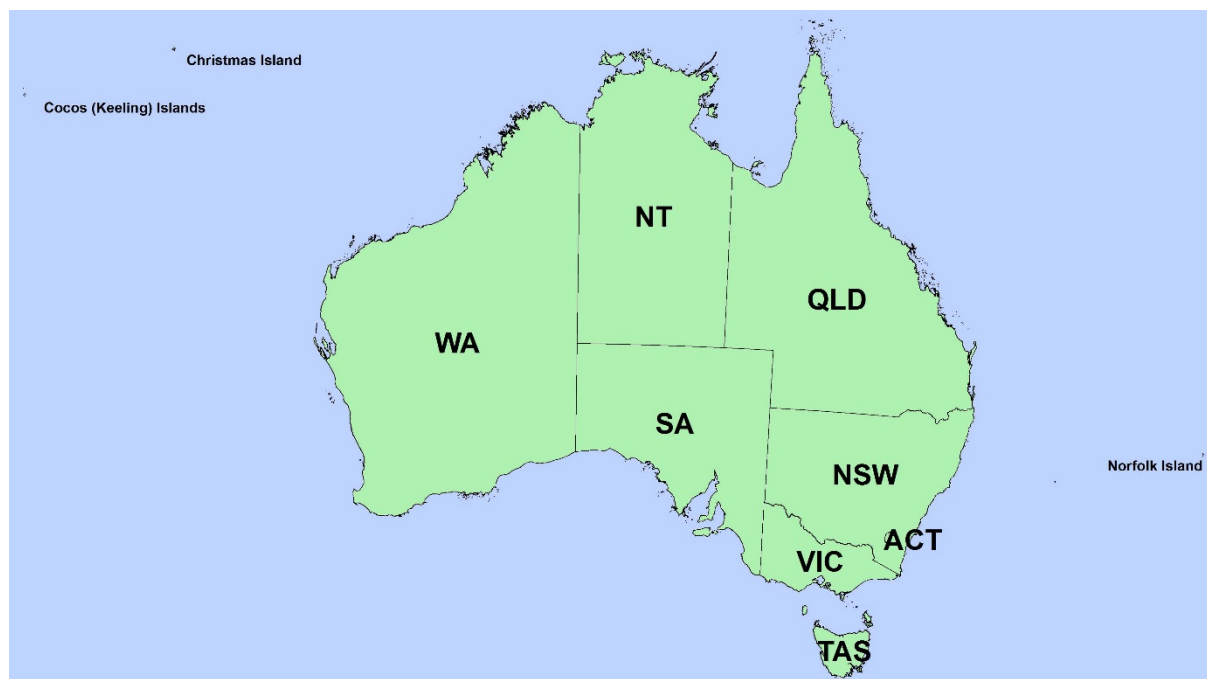 Christmas Island
Cocos (Keeling) Islands
NT
QLD
WA
SA
Norfolk Island
NSW
ACT
VIC
TAS